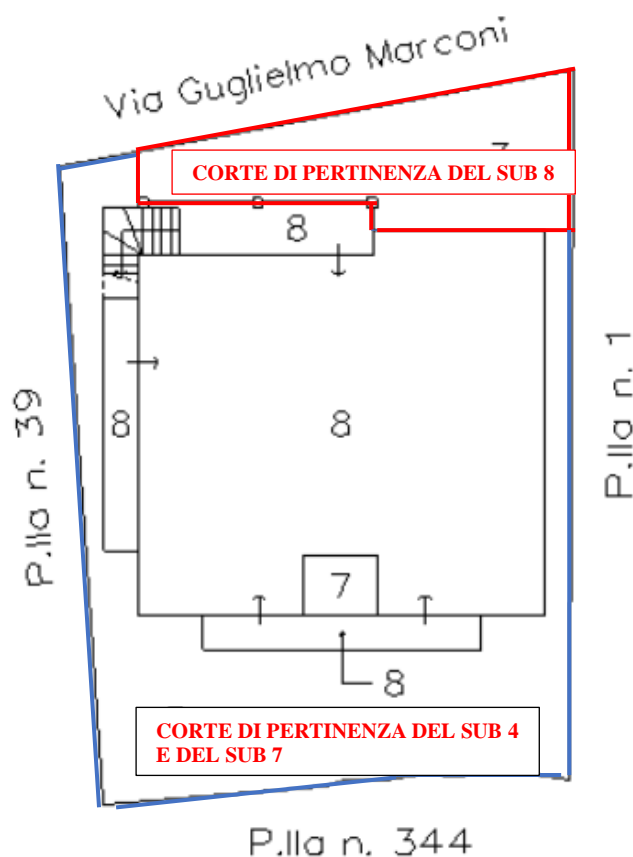 Via Guglielmo Marconi
CORTE DI PERTINENZA DEL SUB 8
8
P.lla n. 39
8
8
P.lla n. 1
7
8
CORTE DI PERTINENZA DEL SUB 4
E DEL SUB 7
P.lla n. 344